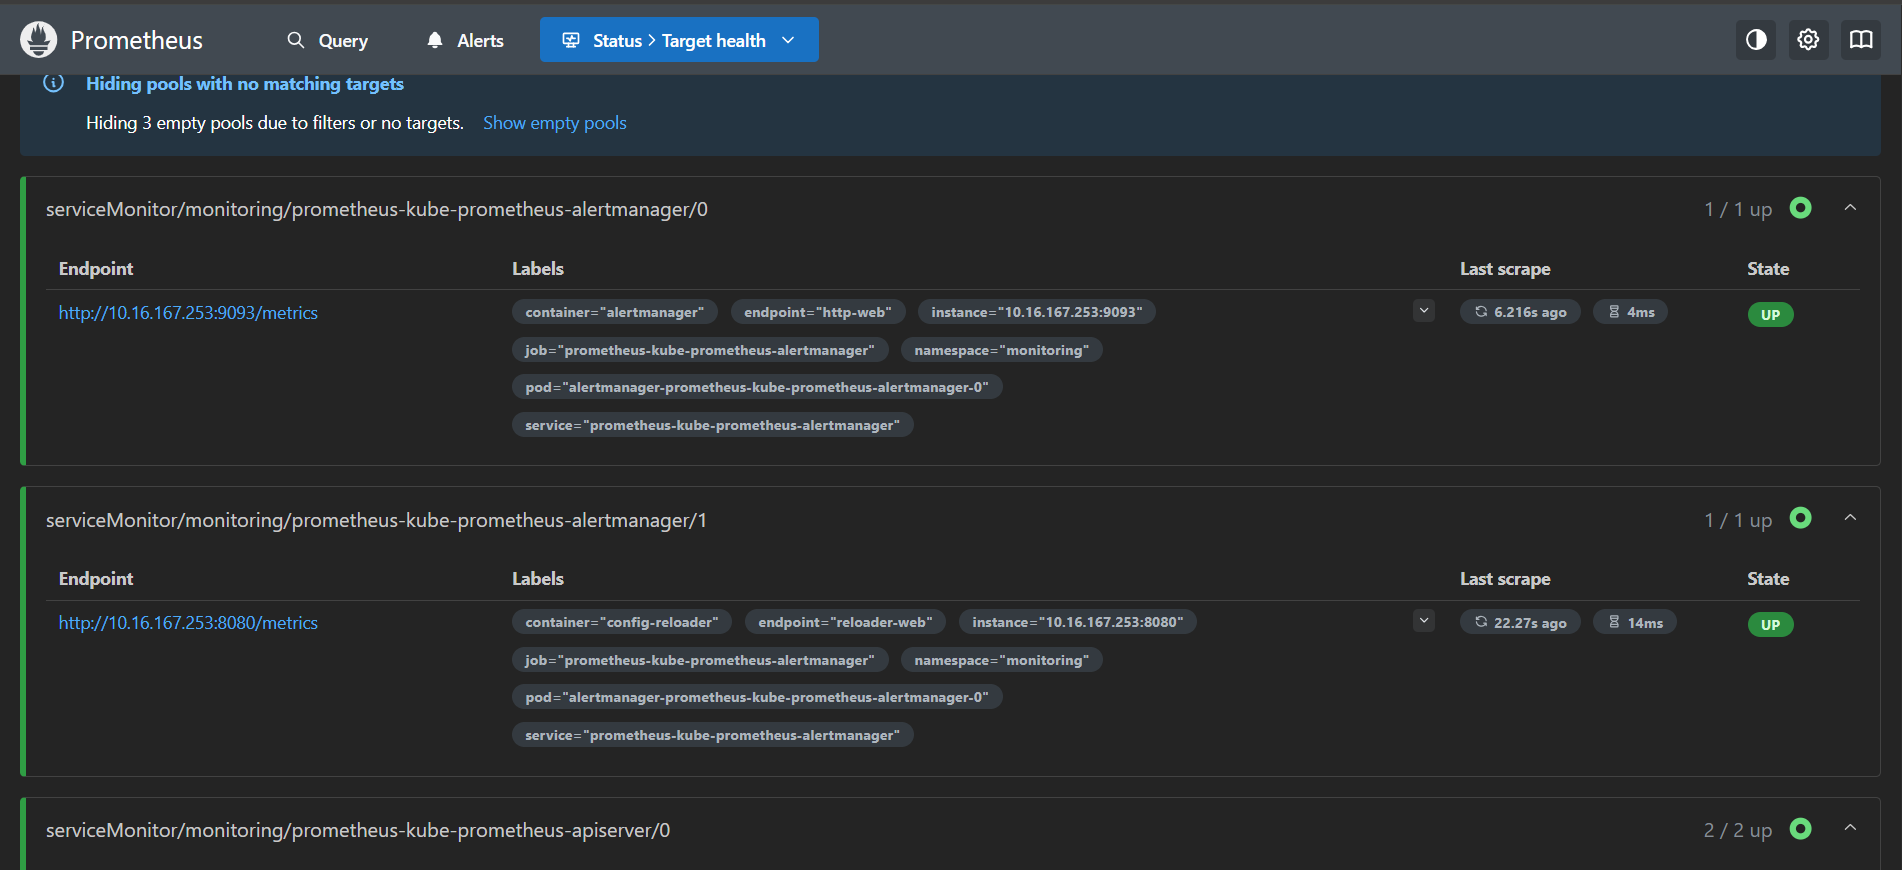 Prometheus Query Alerts Status > Target health
Hiding pools with no matching targets
Hiding 3 empty pools due to filters or no targets. Show empty pools
serviceMonitor/monitoring/prometheus-kube-prometheus-alertmanager/0 1 / 1 up
Endpoint Labels Last scrape State
http://10.16.167.253:9093/metrics container="alertmanager" endpoint="http-web" instance="10.16.167.253:9093" 6.216s ago 4ms UP
job="prometheus-kube-prometheus-alertmanager" namespace="monitoring"
pod="alertmanager-prometheus-kube-prometheus-alertmanager-0"
service="prometheus-kube-prometheus-alertmanager"
serviceMonitor/monitoring/prometheus-kube-prometheus-alertmanager/1 1 / 1 up
Endpoint Labels Last scrape State
http://10.16.167.253:8080/metrics container="config-reloader" endpoint="reloader-web" instance="10.16.167.253:8080" 22.27s ago 14ms UP
job="prometheus-kube-prometheus-alertmanager" namespace="monitoring"
pod="alertmanager-prometheus-kube-prometheus-alertmanager-0"
service="prometheus-kube-prometheus-alertmanager"
serviceMonitor/monitoring/prometheus-kube-prometheus-apiserver/0 2 / 2 up